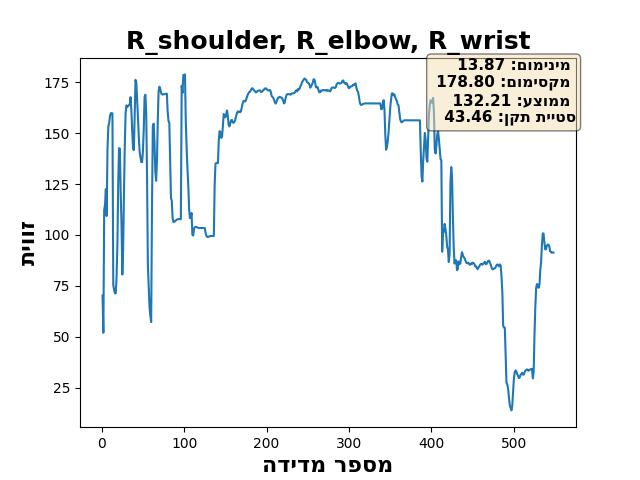 R_shoulder, R_elbow, R_wrist
מינימום: 13.87
מקסימום: 178.80
ממוצע: 132.21
סטיית תקן: 43.46
175
150
125
100
75
50
25
זווית
0 100 200 300 400 500
מספר מדידה